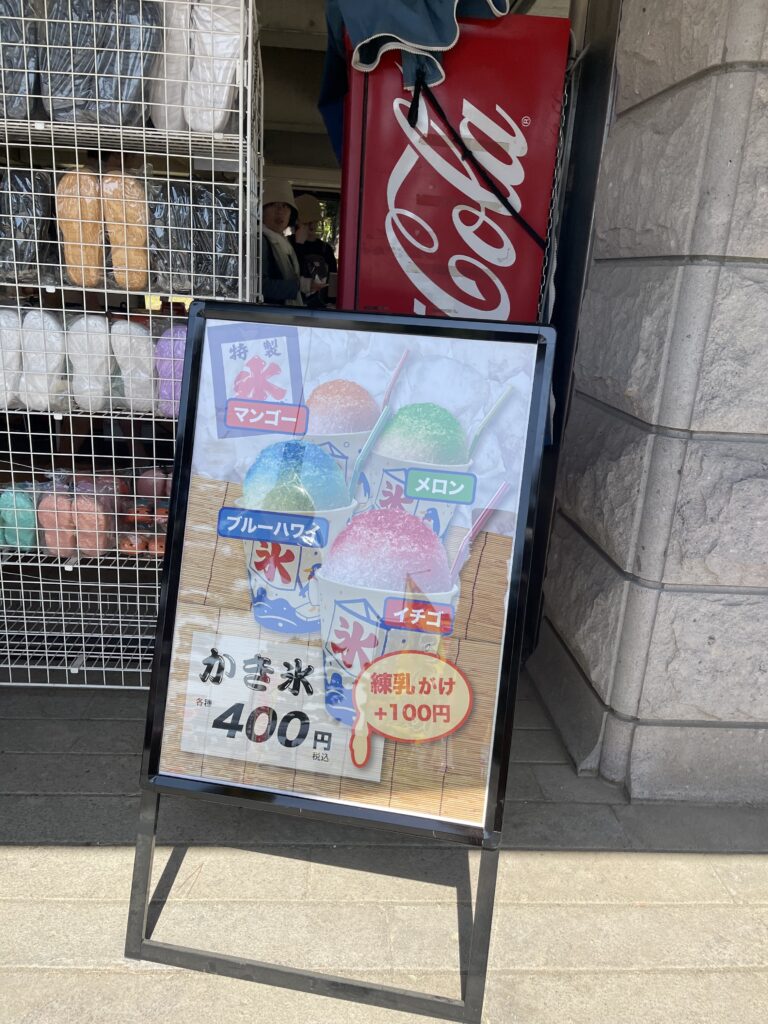 Cola
®
特製
氷
マンゴー
メロン
氷
ブルーハワイ
氷
イチゴ
氷
かき氷
各種
400円
税込
練乳がけ
+100円